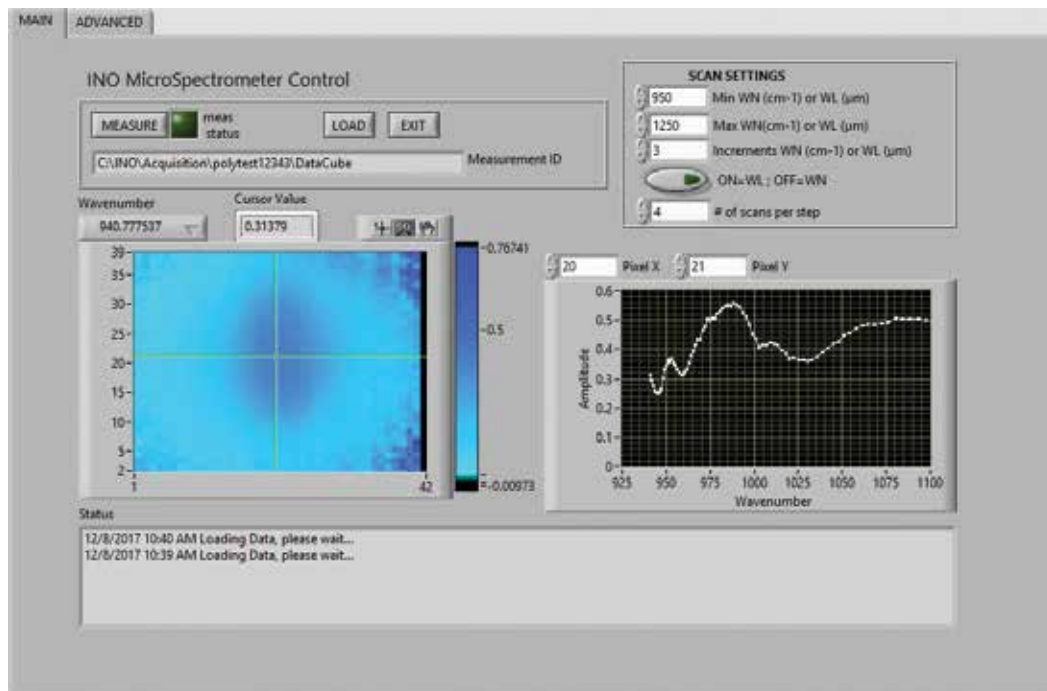 MAIN ADVANCED
INO MicroSpectrometer Control
MEASURE meas status LOAD EXIT
C:\INO\Acquisition\polytest12343\DataCube Measurement ID
SCAN SETTINGS
950 Min WN (cm-1) or WL (µm)
1250 Max WN(cm-1) or WL (µm)
3 Increments WN (cm-1) or WL (µm)
ON=WL ; OFF=WN
4 # of scans per step
Wavenumber Cursor Value
940.777537 0.31379
39-
35-
30-
25-
20-
15-
10-
5-
2-
1 42
-0.76741
-0.5
-0.00973
20 Pixel X 21 Pixel Y
Amplitude
0.6-
0.5-
0.4-
0.3-
0.2-
0.1-
0-
925 950 975 1000 1025 1050 1075 1100
Wavenumber
Status
12/8/2017 10:40 AM Loading Data, please wait...
12/8/2017 10:39 AM Loading Data, please wait...